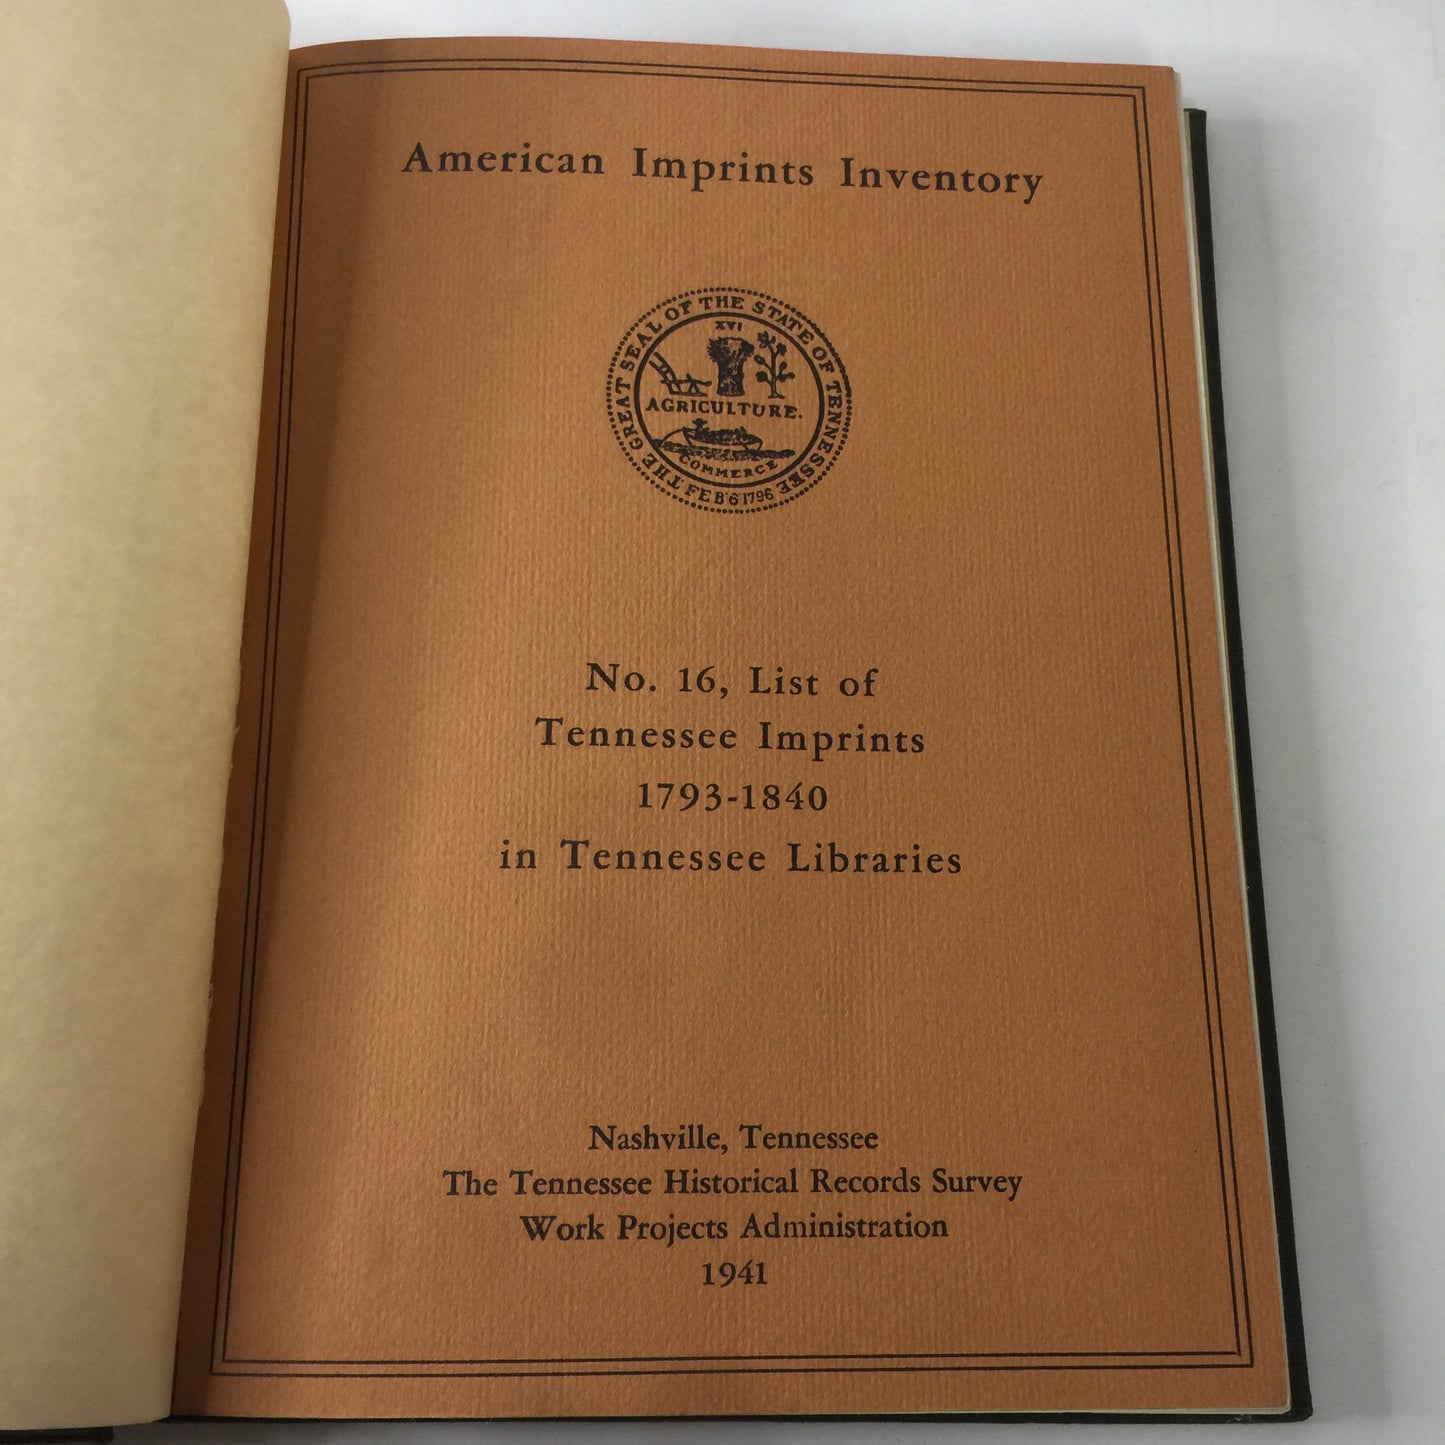 American Imprints Inventory
THE GREAT SEAL OF THE STATE OF TENNESSEE
XVI
AGRICULTURE.
COMMERCE
FEB 6 1796
No. 16, List of
Tennessee Imprints
1793-1840
in Tennessee Libraries
Nashville, Tennessee
The Tennessee Historical Records Survey
Work Projects Administration
1941